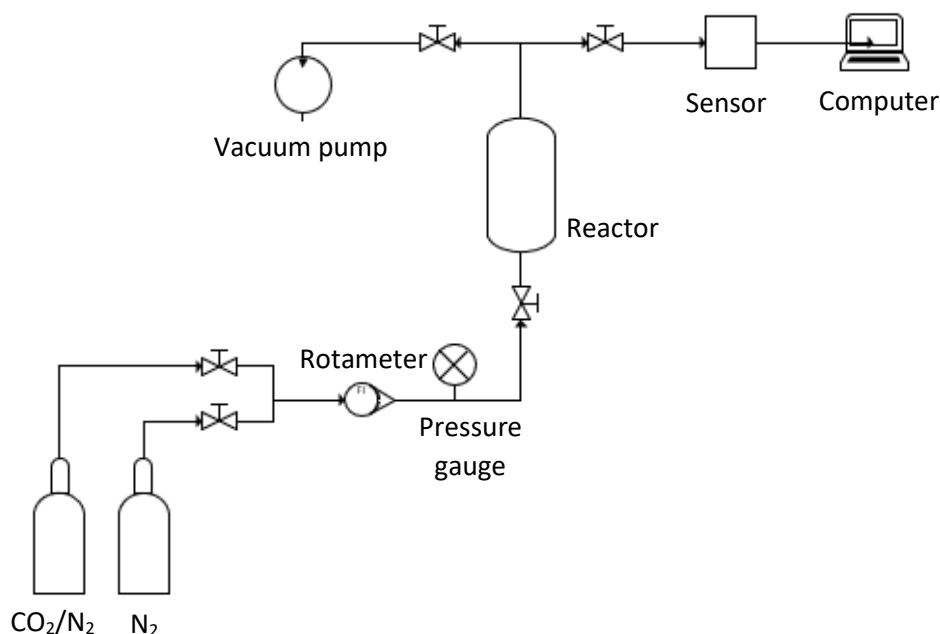 Sensor
Computer
Vacuum pump
Reactor
Rotameter
FI
Pressure
gauge
CO₂/N₂
N₂